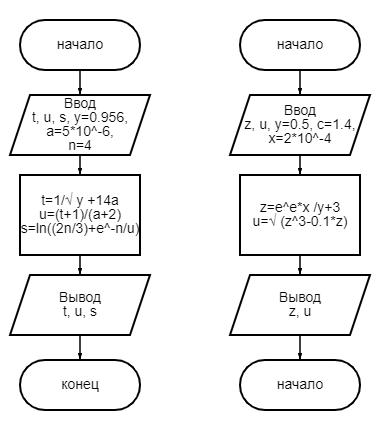 начало
Ввод
t, u, s, y=0.956,
a=5*10^-6,
n=4
t=1/√ y +14a
u=(t+1)/(a+2)
s=ln((2n/3)+e^-n/u)
Вывод
t, u, s
конец
начало
Ввод
z, u, y=0.5, c=1.4,
x=2*10^-4
z=e^e*x /y+3
u=√ (z^3-0.1*z)
Вывод
z, u
начало